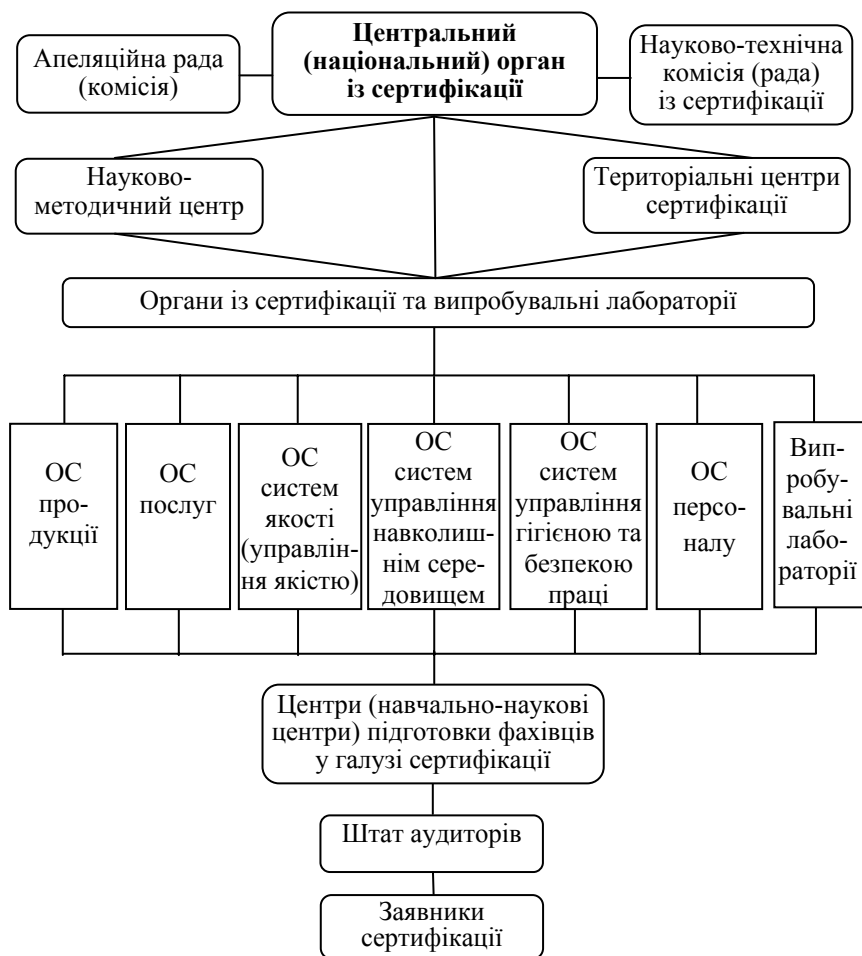 Апеляційна рада
(комісія)
Центральний
(національний) орган
із сертифікації
Науково-технічна
комісія (рада)
із сертифікації
Науково-
методичний центр
Територіальні центри
сертифікації
Органи із сертифікації та випробувальні лабораторії
ОС
про-
дукції
ОС
послуг
ОС
систем
якості
(управлін-
ня якістю)
ОС
систем
управління
навколиш-
нім сере-
довищем
ОС
систем
управління
гігієною та
безпекою
праці
ОС
персо-
налу
Вип-
робу-
вальні
лабо-
раторії
Центри (навчально-наукові
центри) підготовки фахівців
у галузі сертифікації
Штат аудиторів
Заявники
сертифікації